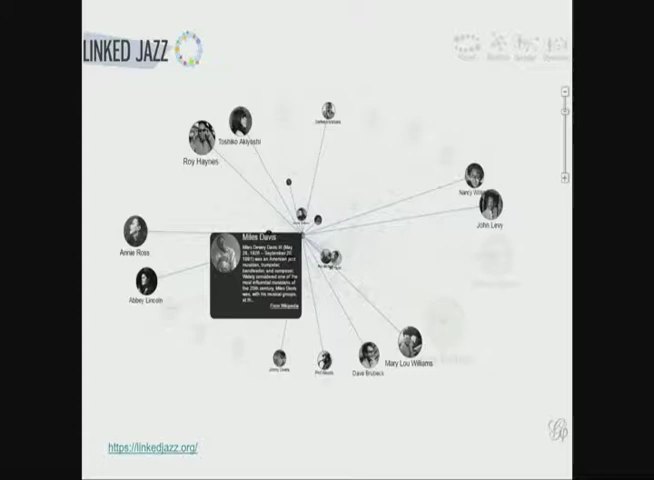 LINKED JAZZ
Toshiko Akiyoshi
Roy Haynes
Nancy
John Levy
Annie Ross
Miles Davis
Miles Dewey Davis III (May
26, 1926 – September 28,
1991) was an American jazz
musician, trumpeter,
bandleader, and composer.
Widely considered one of the
most influential musicians of
the 20th century, Miles Davis
was, with his musical groups,
at th...
From Wikipedia
Abbey Lincoln
Mary Lou Williams
Dave Brubeck
https://linkedjazz.org/